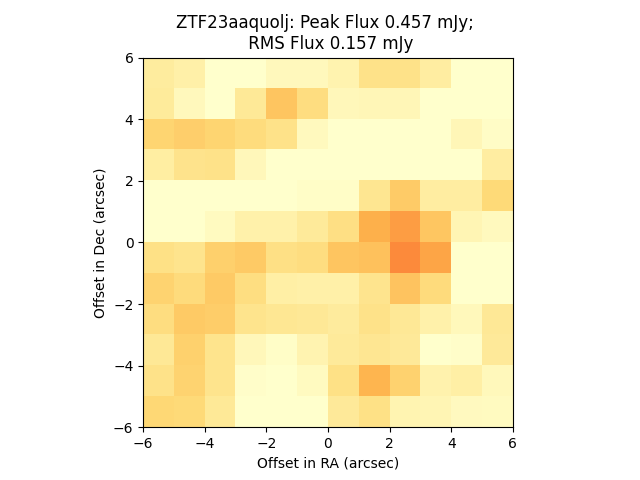 ZTF23aaquolj: Peak Flux 0.457 mJy;
RMS Flux 0.157 mJy
6
4
2
0
−2
−4
−6
Offset in Dec (arcsec)
−6 −4 −2 0 2 4 6
Offset in RA (arcsec)